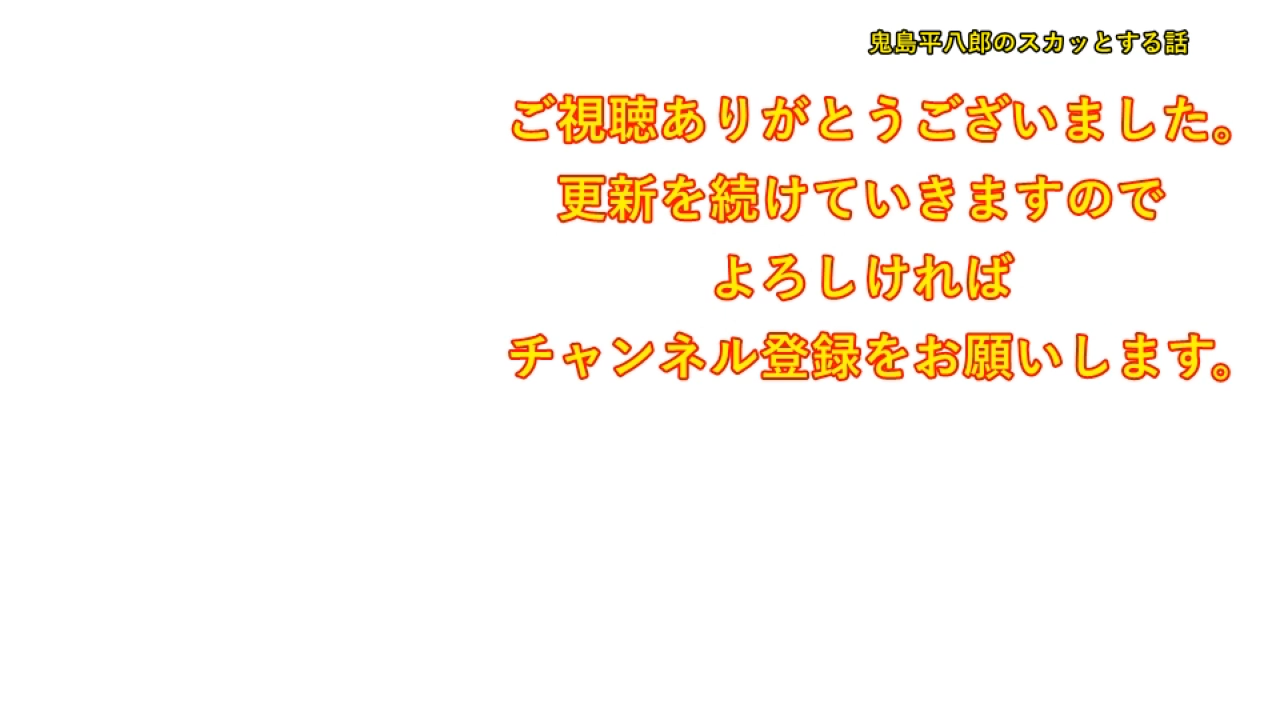 鬼島平八郎のスカッとする話
ご視聴ありがとうございました。
更新を続けていきますので
よろしければ
チャンネル登録をお願いします。